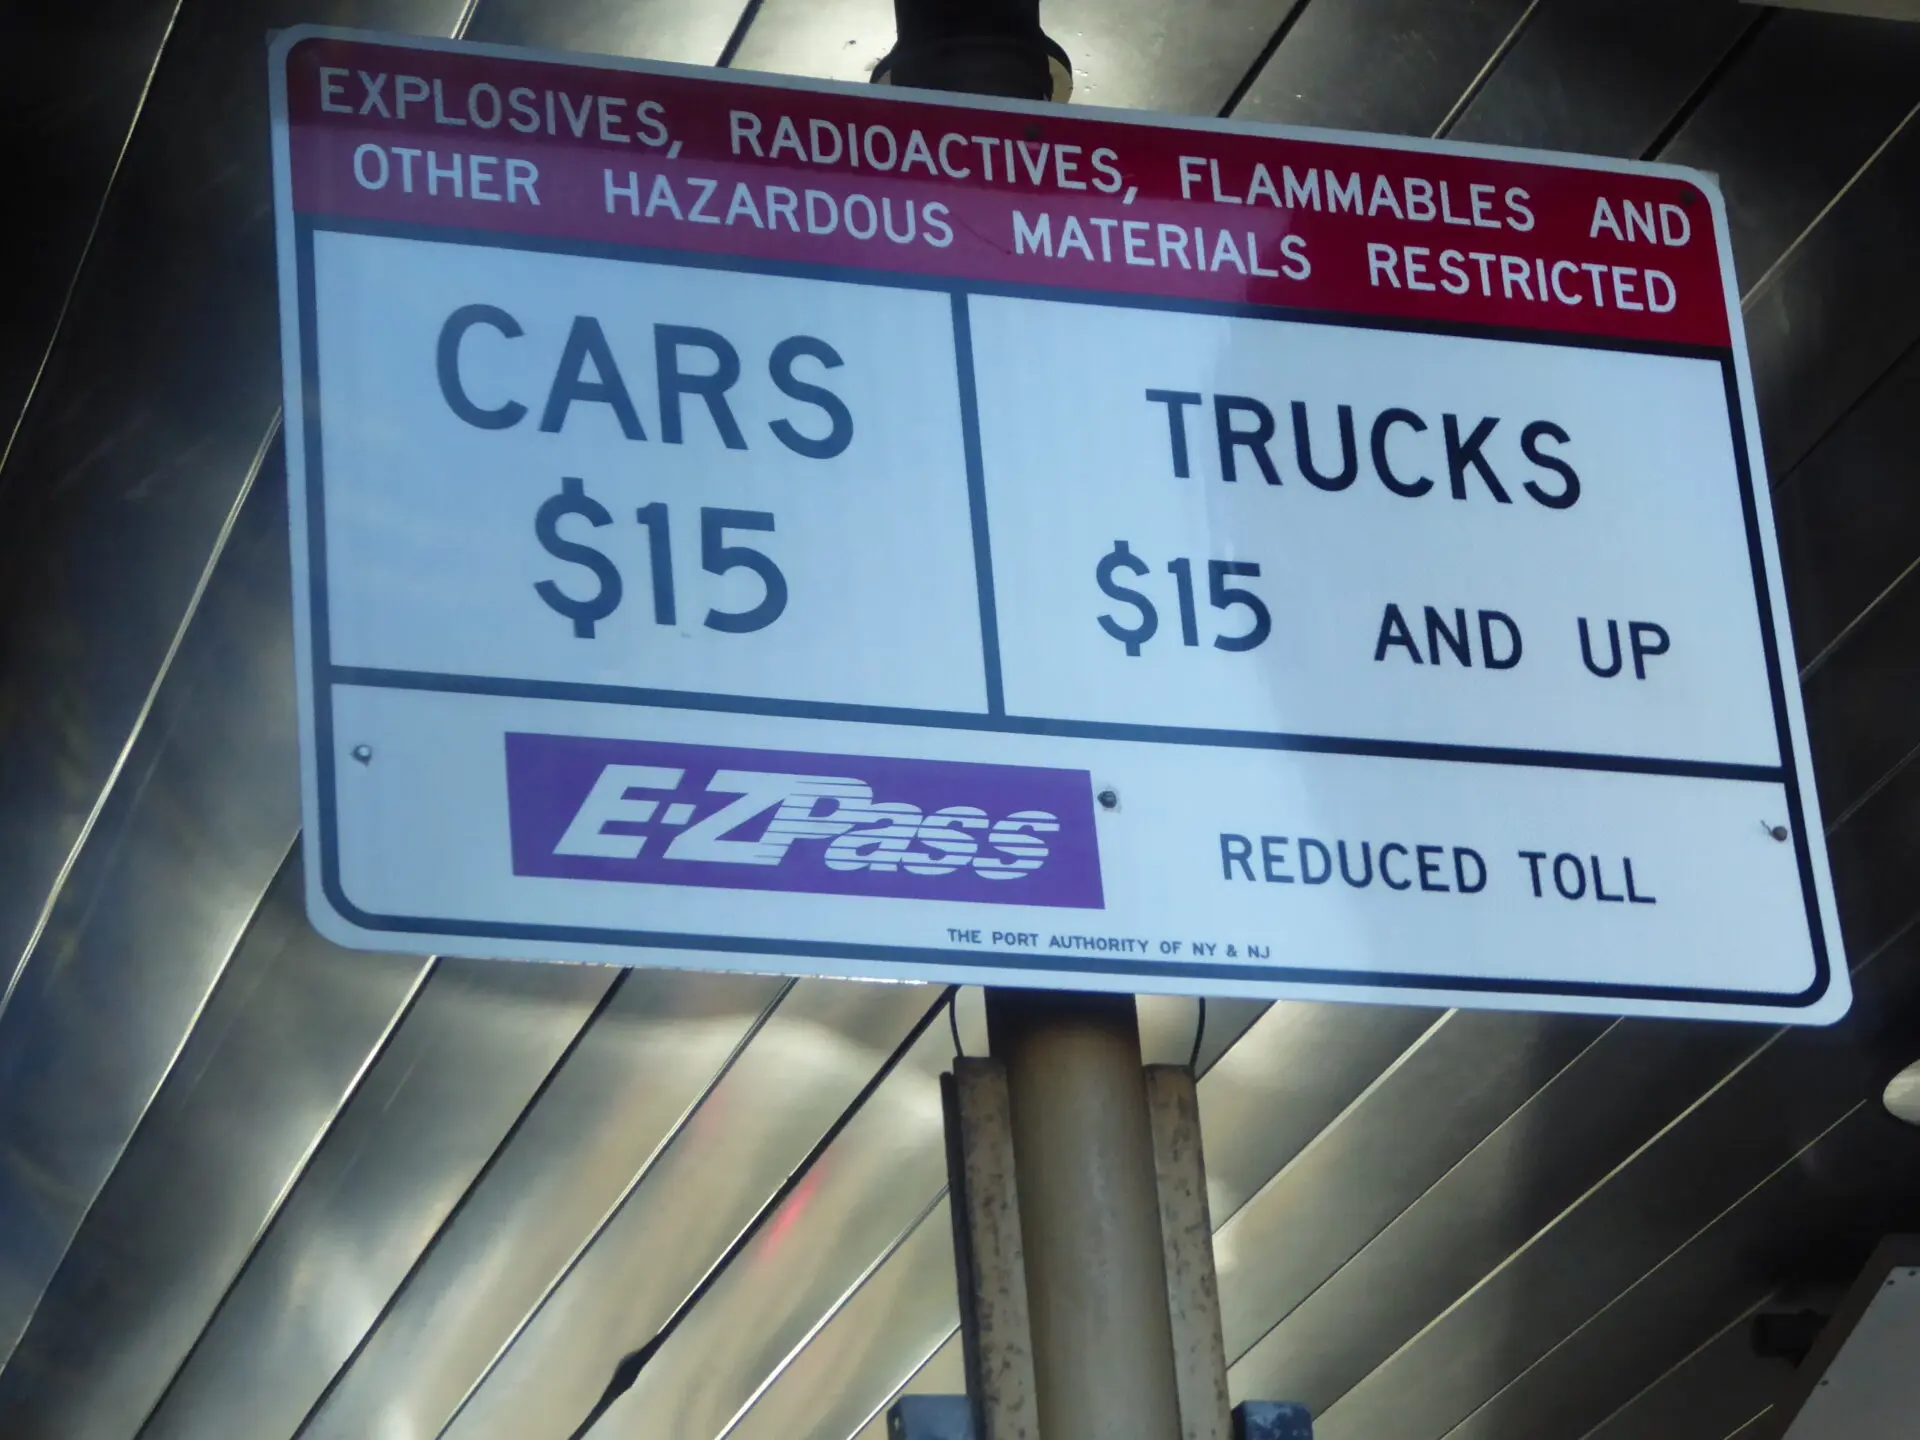 EXPLOSIVES, RADIOACTIVES, FLAMMABLES AND
OTHER HAZARDOUS MATERIALS RESTRICTED
CARS
$15
TRUCKS
$15 AND UP
E-ZPass
REDUCED TOLL
THE PORT AUTHORITY OF NY & NJ